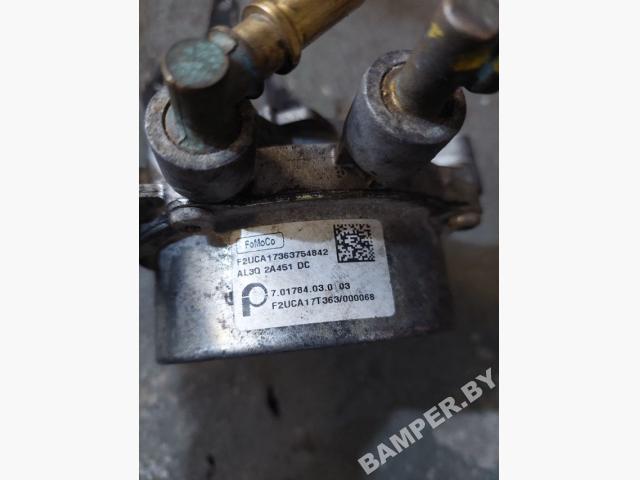 FoMoCo
F2UCA17363754842
AL3Q 2A451 DC
7.01784.03.0 03
F2UCA17T363/000068
BAMPER.BY